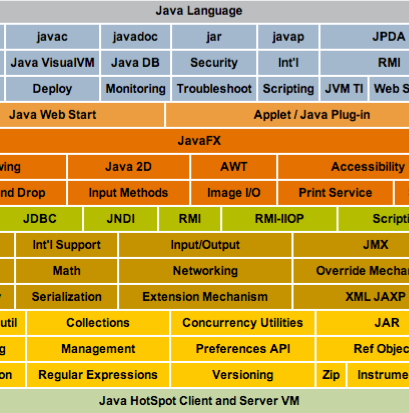 Java Language
javac javadoc jar javap JPDA
Java VisualVM Java DB Security Int'l RMI
Deploy Monitoring Troubleshoot Scripting JVM TI Web S
Java Web Start Applet / Java Plug-in
JavaFX
ving Java 2D AWT Accessibility
nd Drop Input Methods Image I/O Print Service
JDBC JNDI RMI RMI-IIOP Scripti
Int'l Support Input/Output JMX
Math Networking Override Mechan
Serialization Extension Mechanism XML JAXP
util Collections Concurrency Utilities JAR
g Management Preferences API Ref Objec
on Regular Expressions Versioning Zip Instrume
Java HotSpot Client and Server VM